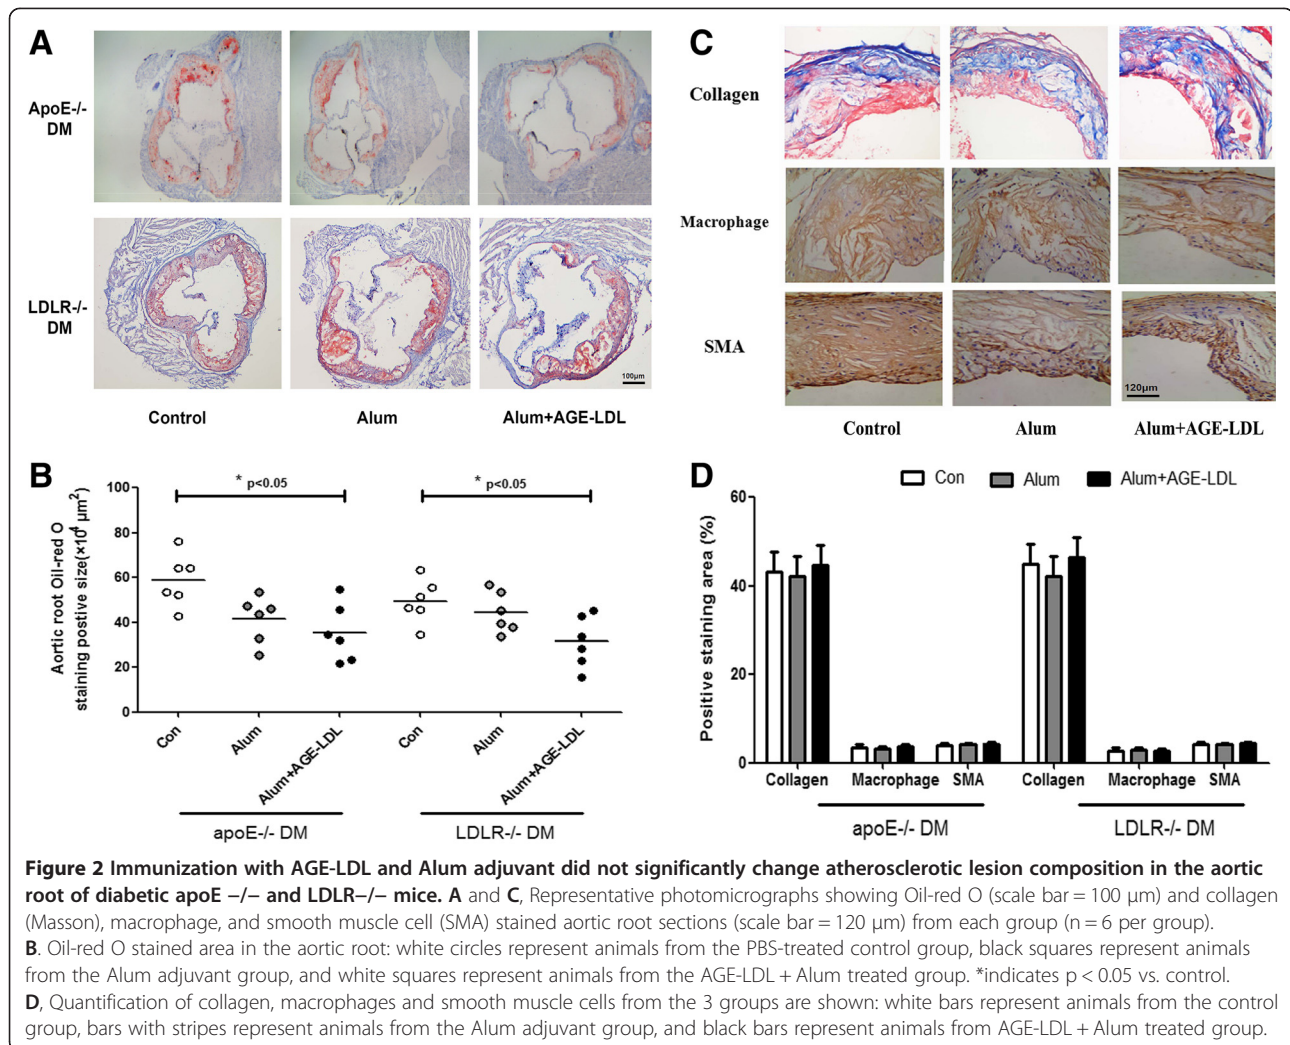 A
ApoE-/-
DM
LDLR-/-
DM
100μm
Control
Alum
Alum+AGE-LDL
C
Collagen
Macrophage
SMA
120μm
Control
Alum
Alum+AGE-LDL
B
* p<0.05
* p<0.05
Aortic root Oil-red O
staining postive size(×10⁴ μm²)
100
80
60
40
20
0
Con
Alum
Alum+AGE-LDL
Con
Alum
Alum+AGE-LDL
apoE-/- DM
LDLR-/- DM
D
Con
Alum
Alum+AGE-LDL
Positive staining area (%)
60
40
20
0
Collagen
Macrophage
SMA
Collagen
Macrophage
SMA
apoE-/- DM
LDLR-/- DM
Figure 2 Immunization with AGE-LDL and Alum adjuvant did not significantly change atherosclerotic lesion composition in the aortic
root of diabetic apoE −/− and LDLR−/− mice. A and C, Representative photomicrographs showing Oil-red O (scale bar = 100 μm) and collagen
(Masson), macrophage, and smooth muscle cell (SMA) stained aortic root sections (scale bar = 120 μm) from each group (n = 6 per group).
B. Oil-red O stained area in the aortic root: white circles represent animals from the PBS-treated control group, black squares represent animals
from the Alum adjuvant group, and white squares represent animals from the AGE-LDL + Alum treated group. *indicates p < 0.05 vs. control.
D, Quantification of collagen, macrophages and smooth muscle cells from the 3 groups are shown: white bars represent animals from the control
group, bars with stripes represent animals from the Alum adjuvant group, and black bars represent animals from AGE-LDL + Alum treated group.